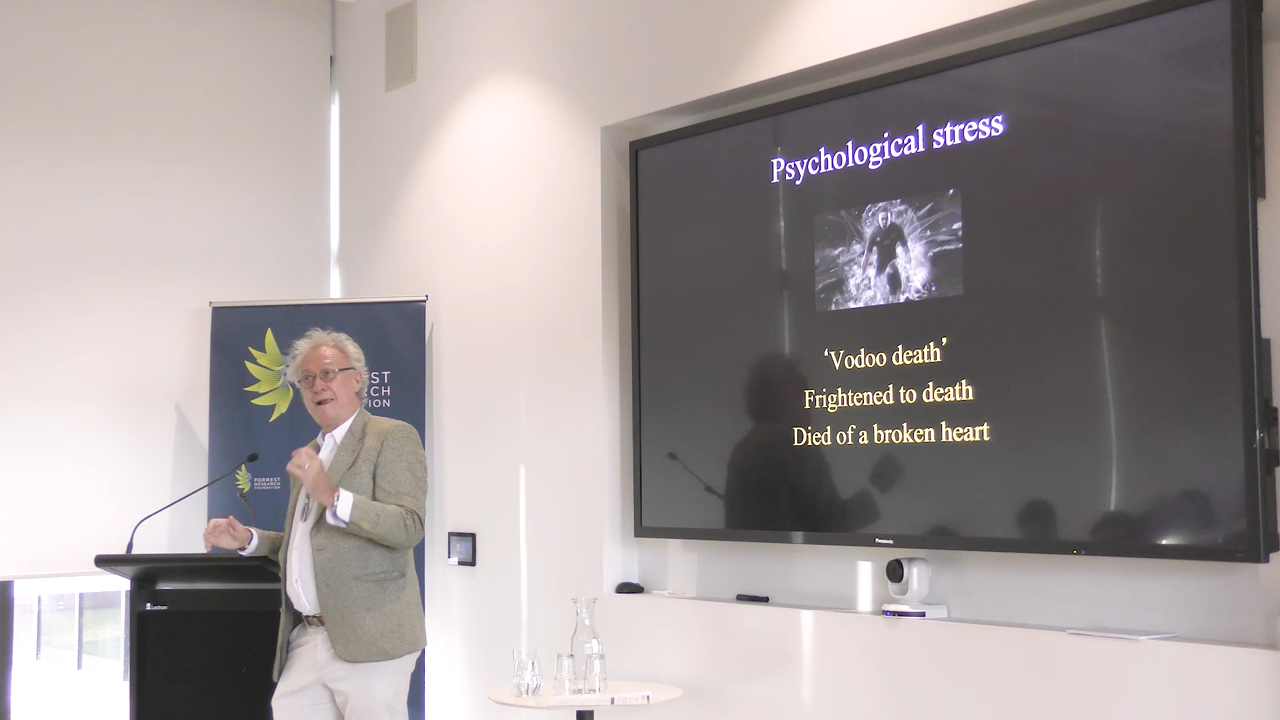 Psychological stress
‘Vodoo death’
Frightened to death
Died of a broken heart
Panasonic
FORREST
RESEARCH
FOUNDATION